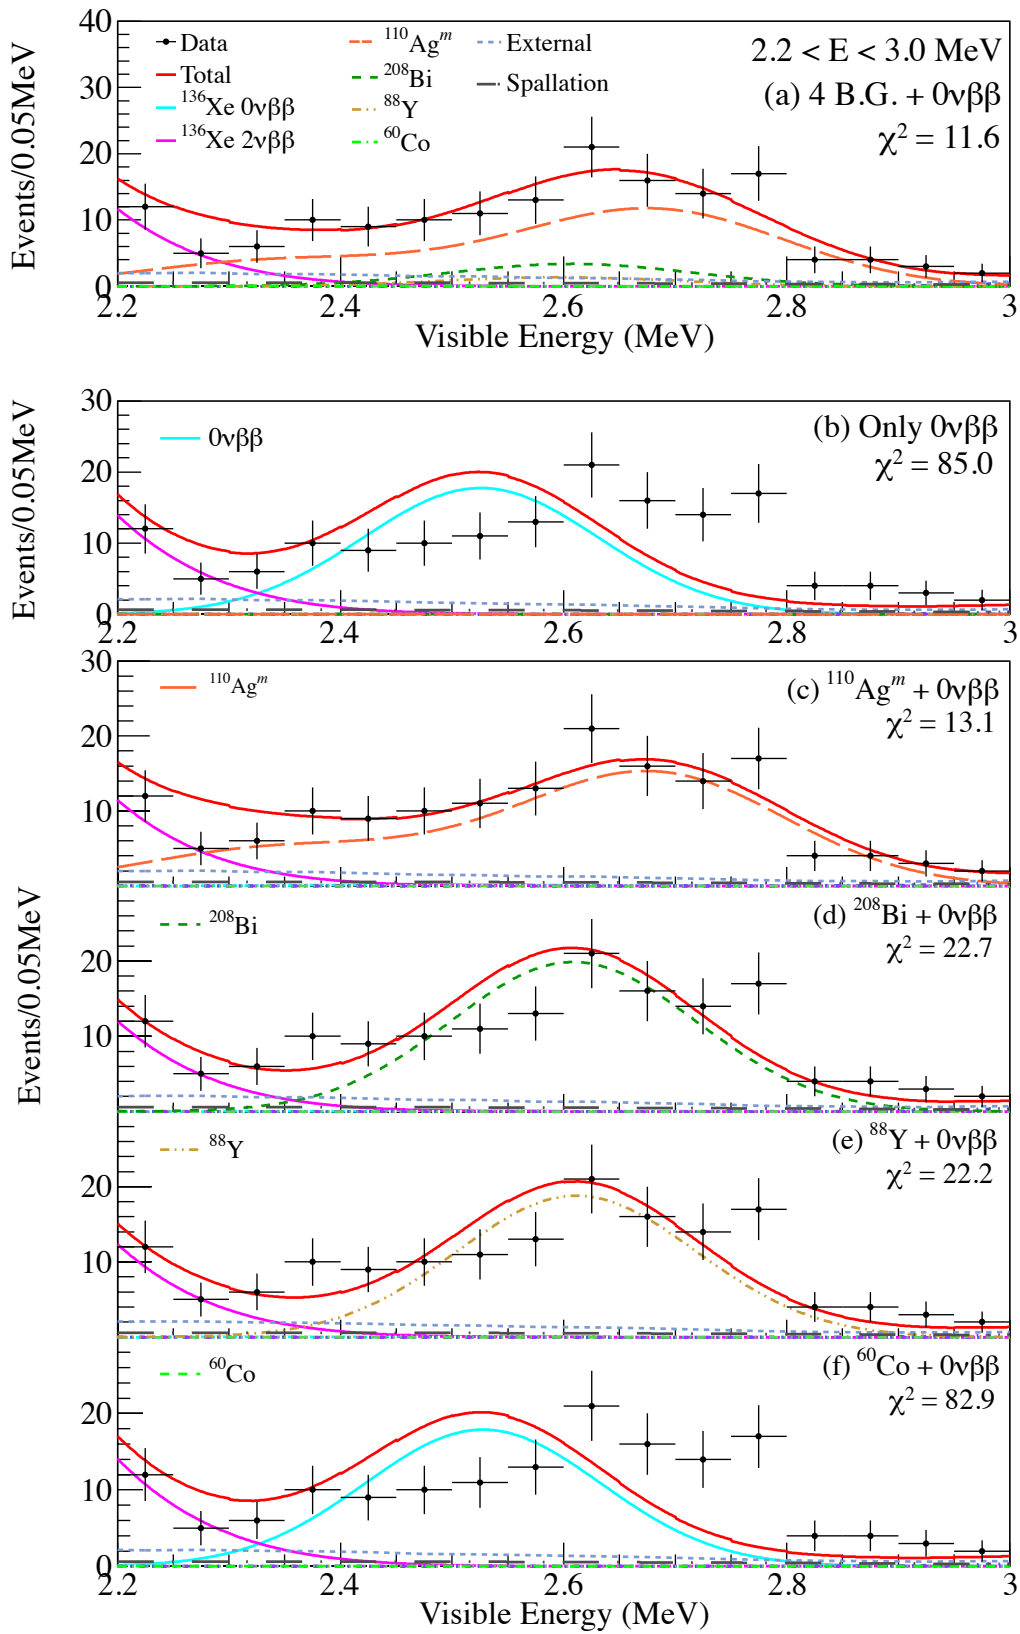 Events/0.05MeV
40
30
20
10
0
Data
Total
¹³⁶Xe 0νββ
¹³⁶Xe 2νββ
¹¹⁰Agᵐ
²⁰⁸Bi
⁸⁸Y
⁶⁰Co
External
Spallation
2.2 < E < 3.0 MeV
(a) 4 B.G. + 0νββ
χ² = 11.6
2.2 2.4 2.6 2.8 3
Visible Energy (MeV)
Events/0.05MeV
30
20
10
0
0νββ
(b) Only 0νββ
χ² = 85.0
2.2 2.4 2.6 2.8 3
Events/0.05MeV
30
20
10
¹¹⁰Agᵐ
(c) ¹¹⁰Agᵐ + 0νββ
χ² = 13.1
20
10
²⁰⁸Bi
(d) ²⁰⁸Bi + 0νββ
χ² = 22.7
20
10
⁸⁸Y
(e) ⁸⁸Y + 0νββ
χ² = 22.2
20
10
0
⁶⁰Co
(f) ⁶⁰Co + 0νββ
χ² = 82.9
2.2 2.4 2.6 2.8 3
Visible Energy (MeV)